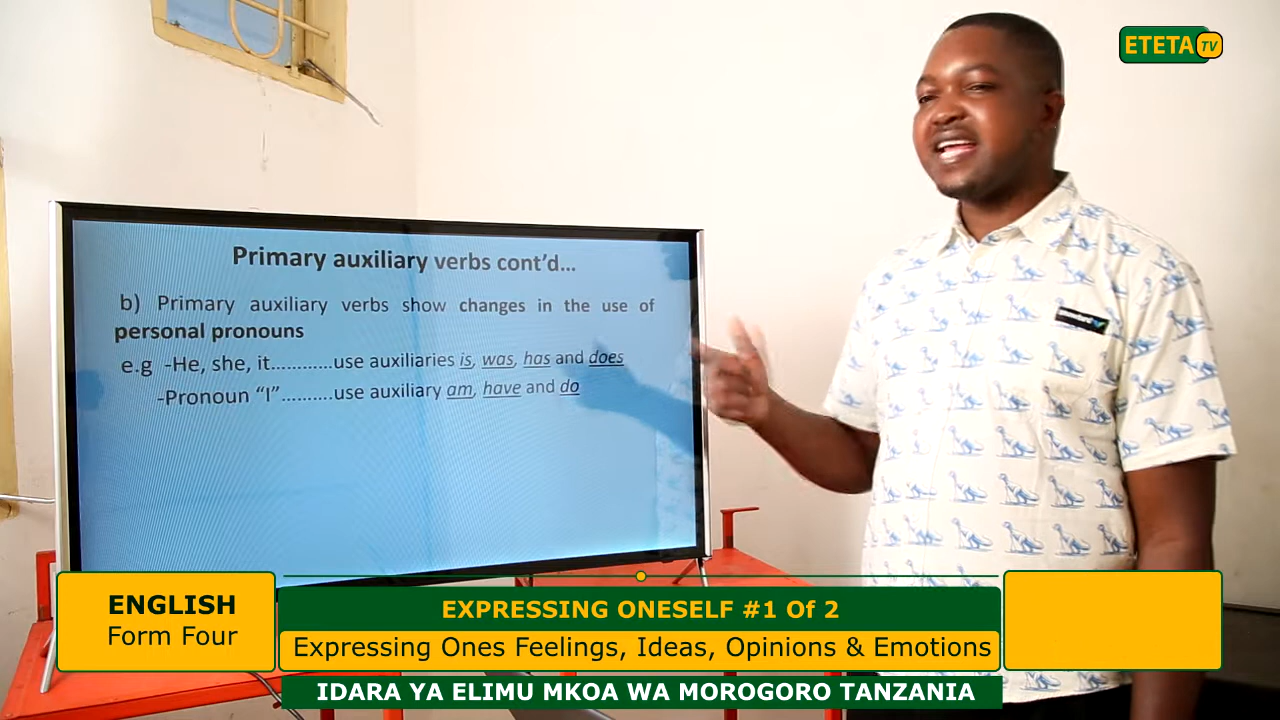 ETETA TV
Primary auxiliary verbs cont'd...
b) Primary auxiliary verbs show changes in the use of
personal pronouns
e.g -He, she, it............use auxiliaries is, was, has and does
-Pronoun “I”..........use auxiliary am, have and do
ENGLISH
Form Four
EXPRESSING ONESELF #1 Of 2
Expressing Ones Feelings, Ideas, Opinions & Emotions
IDARA YA ELIMU MKOA WA MOROGORO TANZANIA